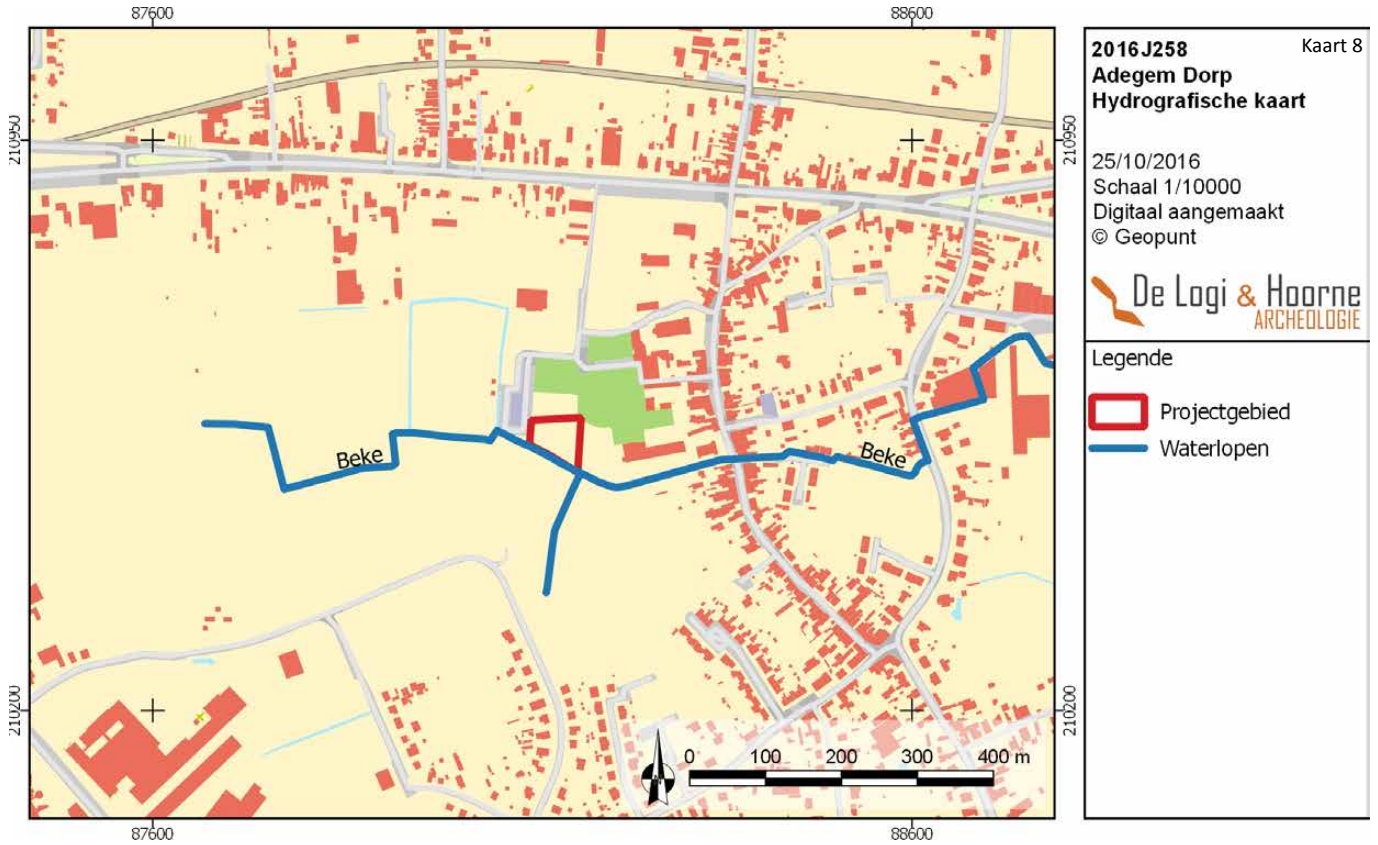 87600
88600
210950
210950
Beke
Beke
210200
210200
0 100 200 300 400 m
87600
88600
2016J258
Kaart 8
Adegem Dorp
Hydrografische kaart
25/10/2016
Schaal 1/10000
Digitaal aangemaakt
© Geopunt
De Logi & Hoorne
ARCHEOLOGIE
Legende
Projectgebied
Waterlopen